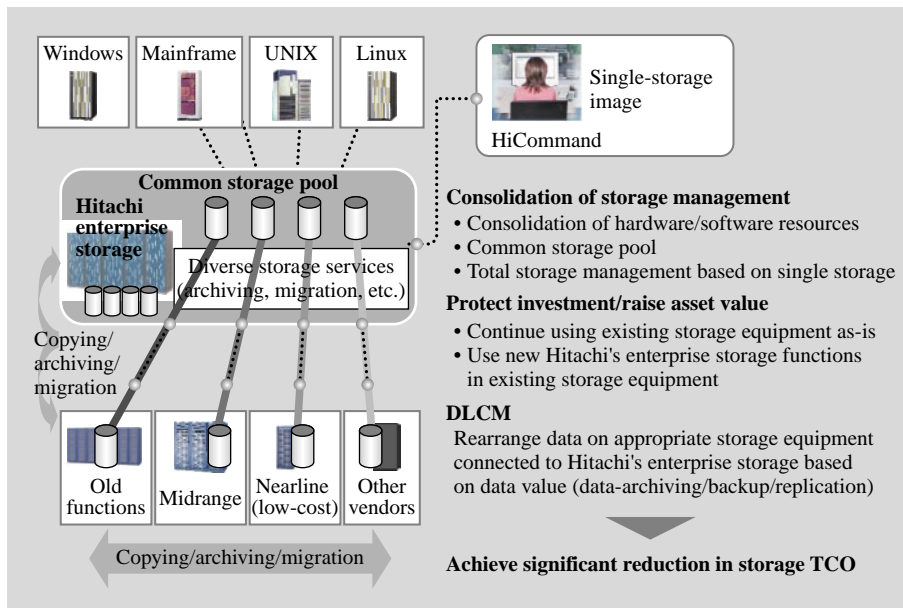 Windows
Mainframe
UNIX
Linux
Single-storage
image
HiCommand
Common storage pool
Hitachi
enterprise
storage
Diverse storage services
(archiving, migration, etc.)
Copying/
archiving/
migration
Old
functions
Midrange
Nearline
(low-cost)
Other
vendors
Copying/archiving/migration
Consolidation of storage management
• Consolidation of hardware/software resources
• Common storage pool
• Total storage management based on single storage
Protect investment/raise asset value
• Continue using existing storage equipment as-is
• Use new Hitachi's enterprise storage functions
in existing storage equipment
DLCM
Rearrange data on appropriate storage equipment
connected to Hitachi's enterprise storage based
on data value (data-archiving/backup/replication)
Achieve significant reduction in storage TCO